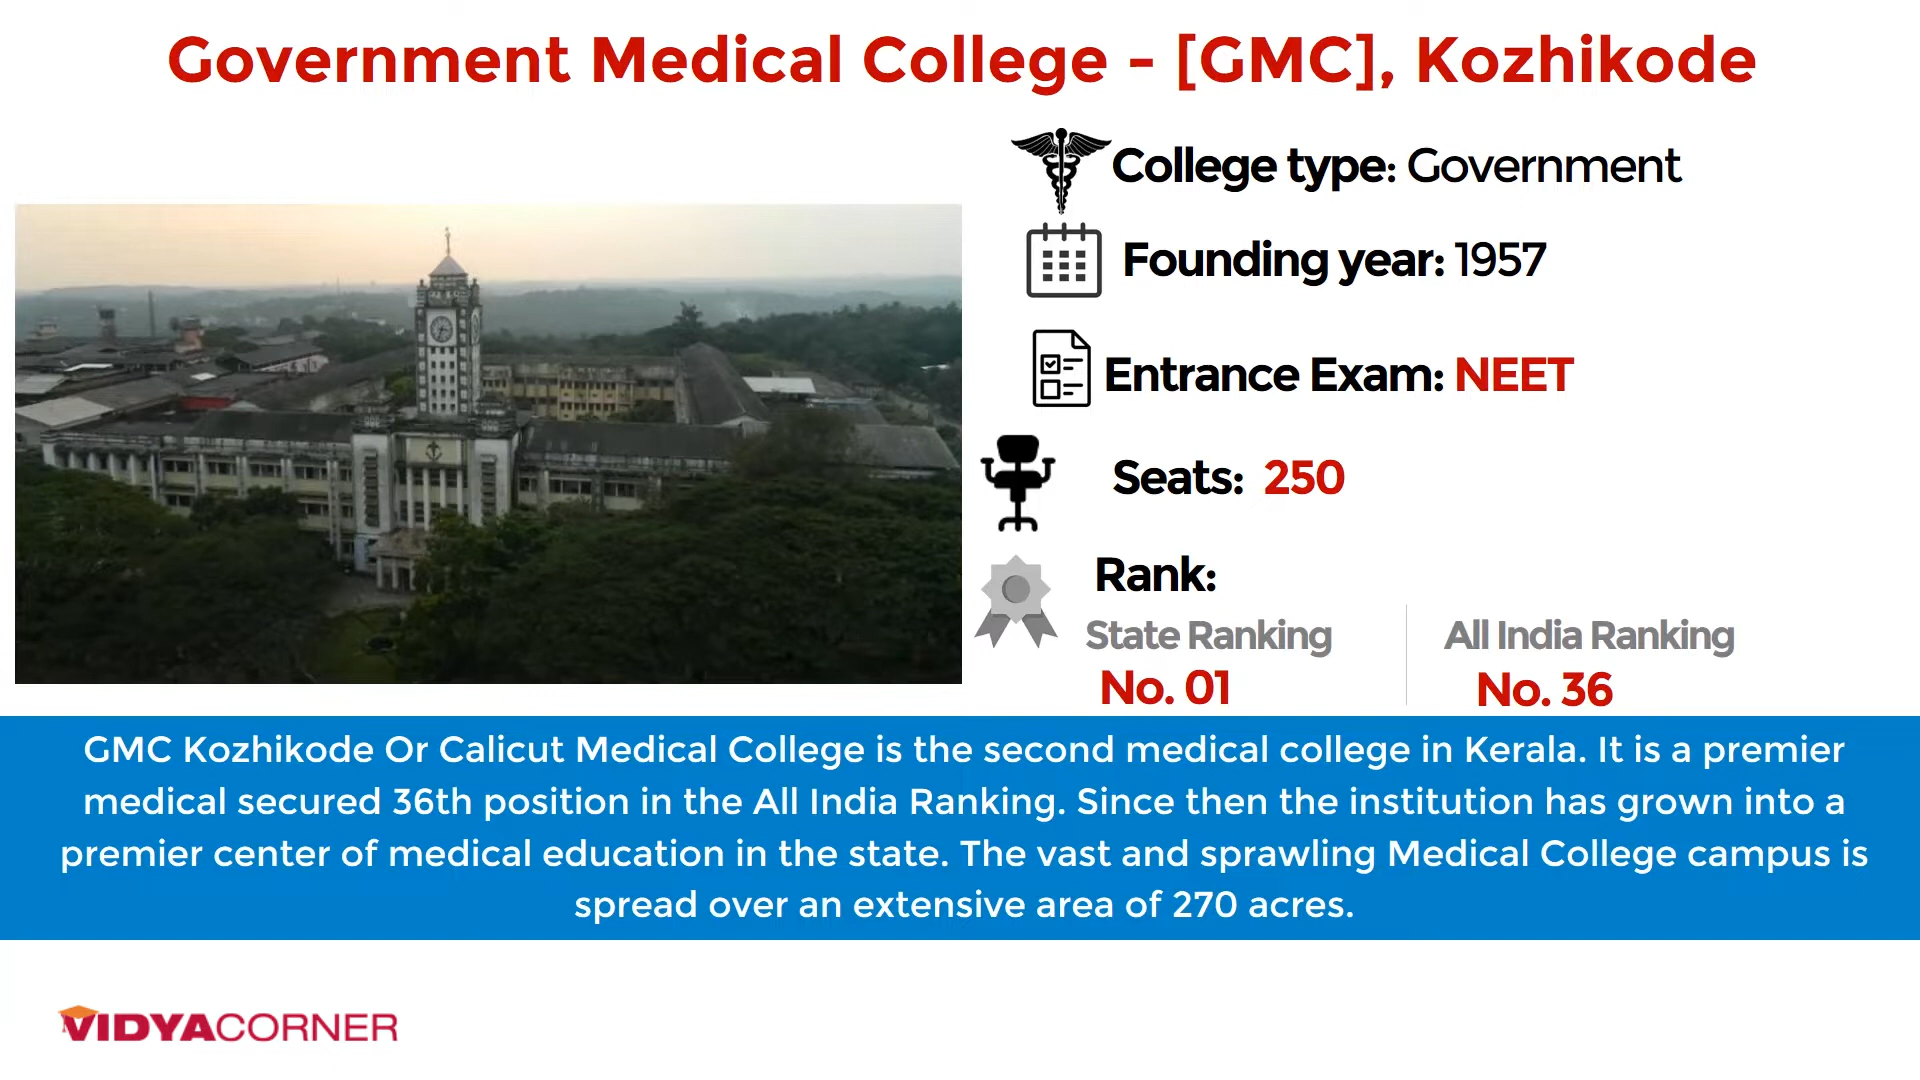 Government Medical College - [GMC], Kozhikode
College type: Government
Founding year: 1957
Entrance Exam: NEET
Seats: 250
Rank:
State Ranking
No. 01
All India Ranking
No. 36
GMC Kozhikode Or Calicut Medical College is the second medical college in Kerala. It is a premier
medical secured 36th position in the All India Ranking. Since then the institution has grown into a
premier center of medical education in the state. The vast and sprawling Medical College campus is
spread over an extensive area of 270 acres.
VIDYACORNER